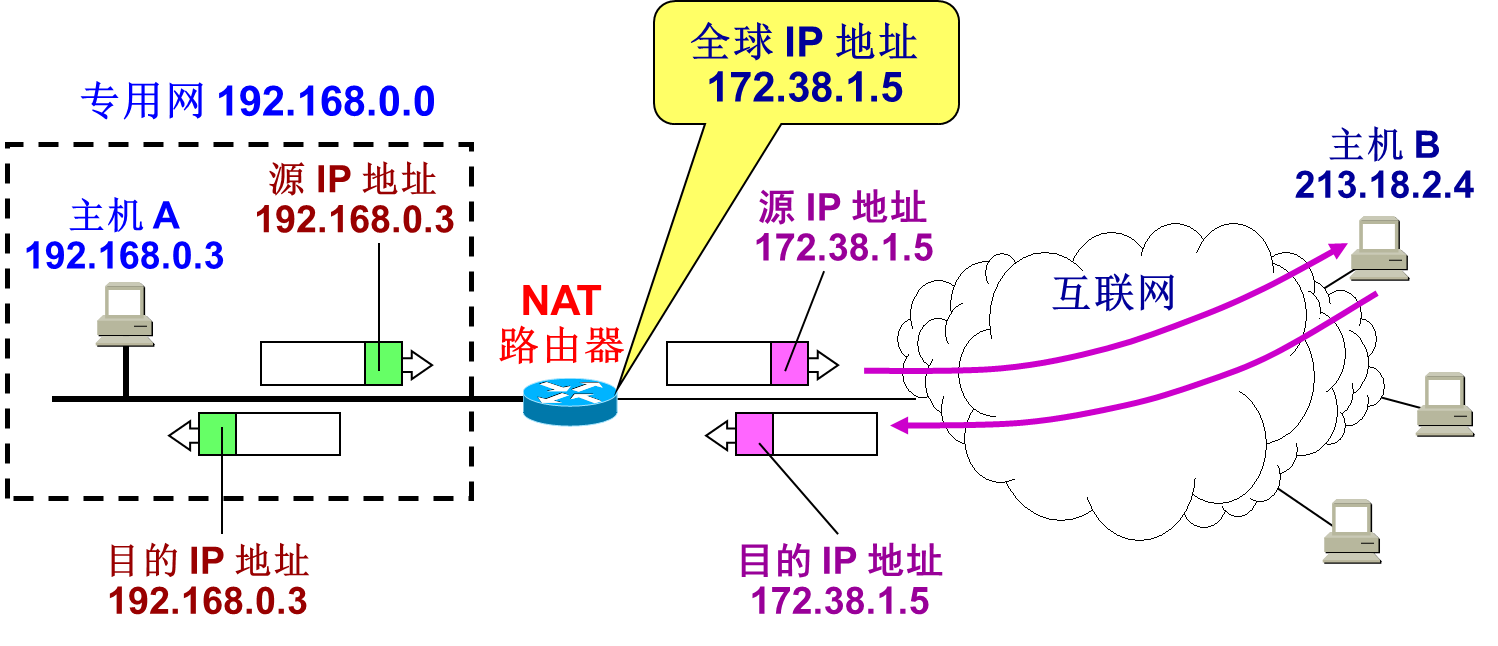 全球 IP 地址
172.38.1.5
专用网 192.168.0.0
源 IP 地址
192.168.0.3
主机 A
192.168.0.3
NAT
路由器
源 IP 地址
172.38.1.5
互联网
主机 B
213.18.2.4
目的 IP 地址
192.168.0.3
目的 IP 地址
172.38.1.5